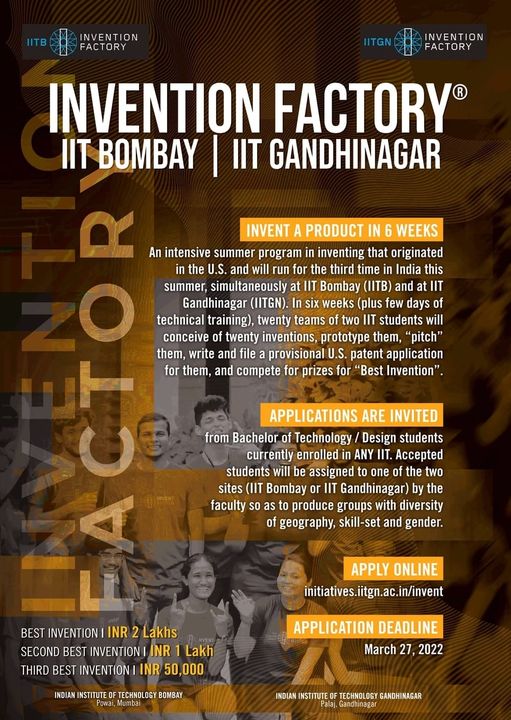 IITB INVENTION
FACTORY
IITGN INVENTION
FACTORY
INVENTION FACTORY®
IIT BOMBAY | IIT GANDHINAGAR
INVENTION
FACTORY
INVENT A PRODUCT IN 6 WEEKS
An intensive summer program in inventing that originated
in the U.S. and will run for the third time in India this
summer, simultaneously at IIT Bombay (IITB) and at IIT
Gandhinagar (IITGN). In six weeks (plus few days of
technical training), twenty teams of two IIT students will
conceive of twenty inventions, prototype them, "pitch"
them, write and file a provisional U.S. patent application
for them, and compete for prizes for "Best Invention".
APPLICATIONS ARE INVITED
from Bachelor of Technology / Design students
currently enrolled in ANY IIT. Accepted
students will be assigned to one of the two
sites (IIT Bombay or IIT Gandhinagar) by the
faculty so as to produce groups with diversity
of geography, skill-set and gender.
APPLY ONLINE
initiatives.iitgn.ac.in/invent
APPLICATION DEADLINE
March 27, 2022
BEST INVENTION I INR 2 Lakhs
SECOND BEST INVENTION I INR 1 Lakh
THIRD BEST INVENTION I INR 50,000
INDIAN INSTITUTE OF TECHNOLOGY BOMBAY
Powai, Mumbai
INDIAN INSTITUTE OF TECHNOLOGY GANDHINAGAR
Palaj, Gandhinagar